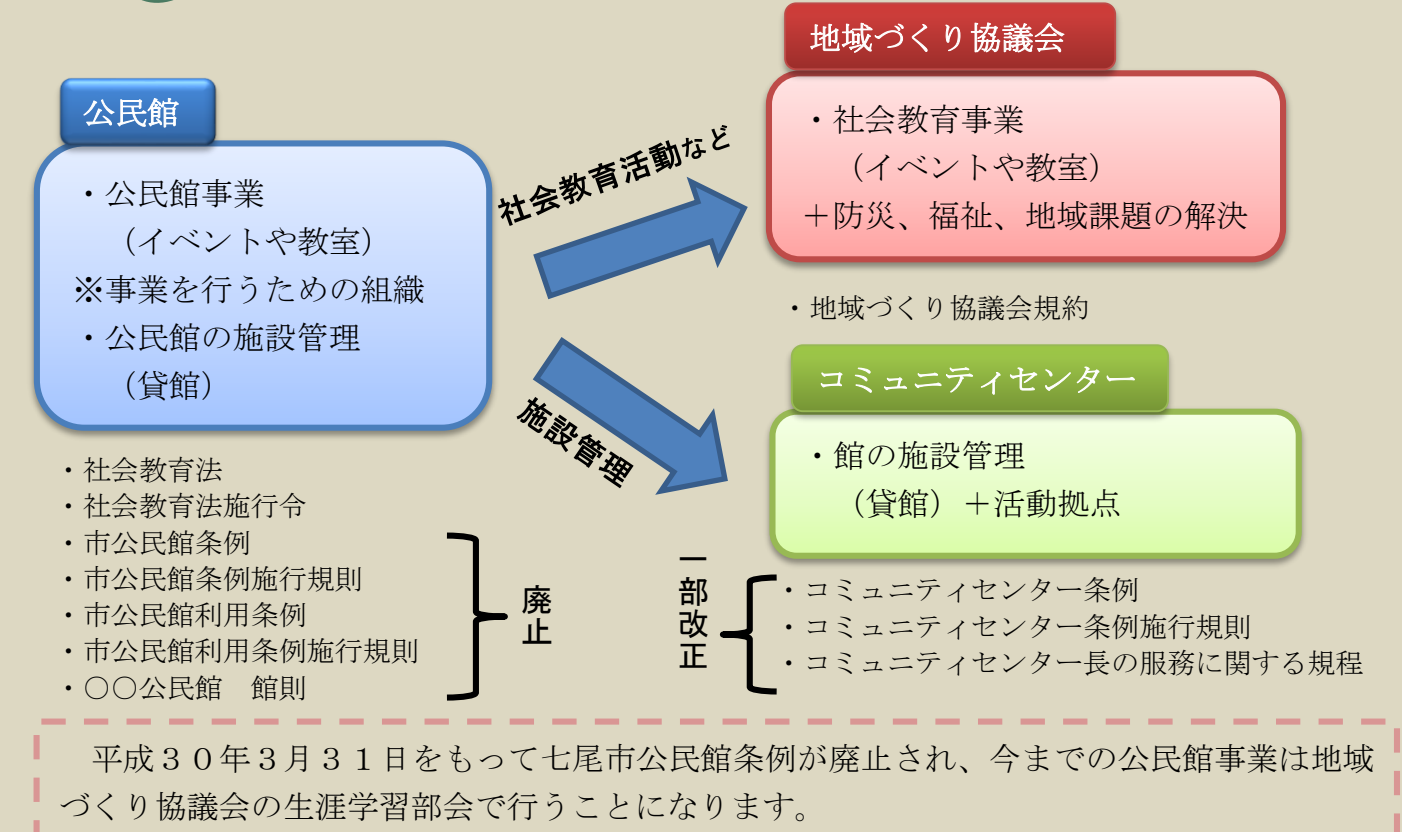 公民館
・公民館事業
（イベントや教室）
※事業を行うための組織
・公民館の施設管理
（貸館）
・社会教育法
・社会教育法施行令
・市公民館条例
・市公民館条例施行規則
・市公民館利用条例
・市公民館利用条例施行規則
・○○公民館　館則
廃止
社会教育活動など
施設管理
地域づくり協議会
・社会教育事業
（イベントや教室）
＋防災、福祉、地域課題の解決
・地域づくり協議会規約
コミュニティセンター
・館の施設管理
（貸館）＋活動拠点
一部改正
・コミュニティセンター条例
・コミュニティセンター条例施行規則
・コミュニティセンター長の服務に関する規程
平成３０年３月３１日をもって七尾市公民館条例が廃止され、今までの公民館事業は地域
づくり協議会の生涯学習部会で行うことになります。